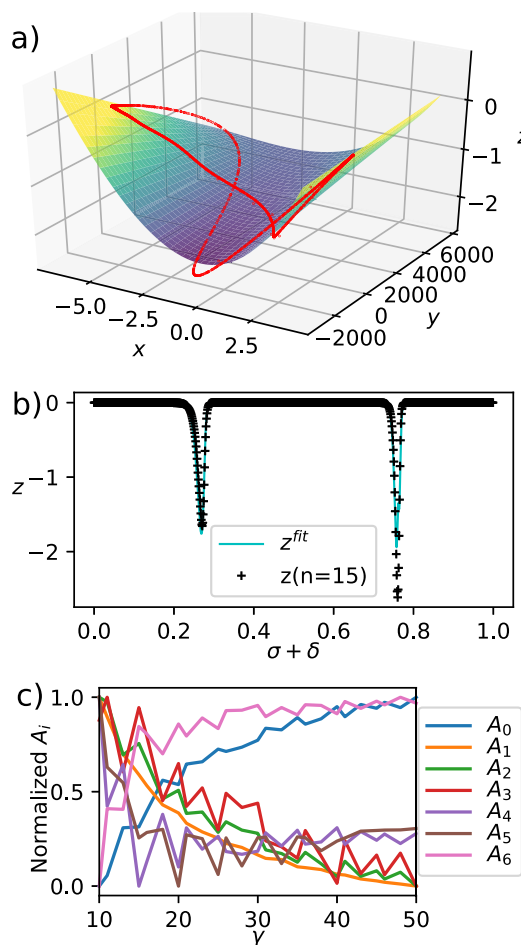 a)
0
−1
−2
z
6000
4000
2000
0
−2000
y
−5.0
−2.5
0.0
2.5
x
b)
0
−1
−2
z
z^{fit}
z(n=15)
0.0 0.2 0.4 0.6 0.8 1.0
σ + δ
c)
1.0
0.5
0.0
Normalized A_i
10 20 30 40 50
γ
A_0
A_1
A_2
A_3
A_4
A_5
A_6